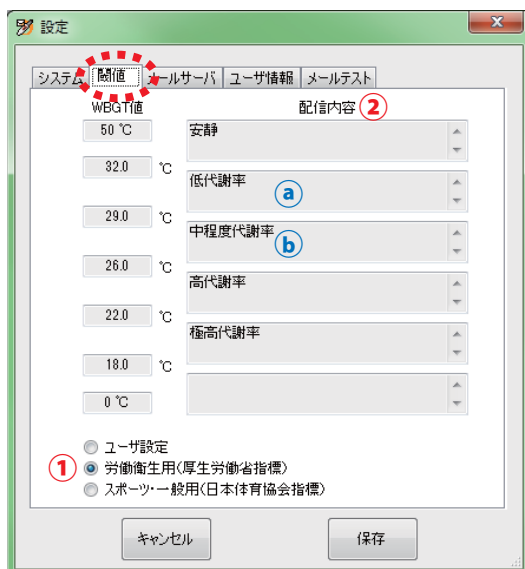 設定
システム 閾値 メールサーバ ユーザ情報 メールテスト
WBGT値 配信内容 ②
50 ℃ 安静
32.0 ℃
低代謝率 ⓐ
29.0 ℃
中程度代謝率 ⓑ
26.0 ℃
高代謝率
22.0 ℃
極高代謝率
18.0 ℃
0 ℃
ユーザ設定
① 労働衛生用(厚生労働省指標)
スポーツ・一般用(日本体育協会指標)
キャンセル 保存